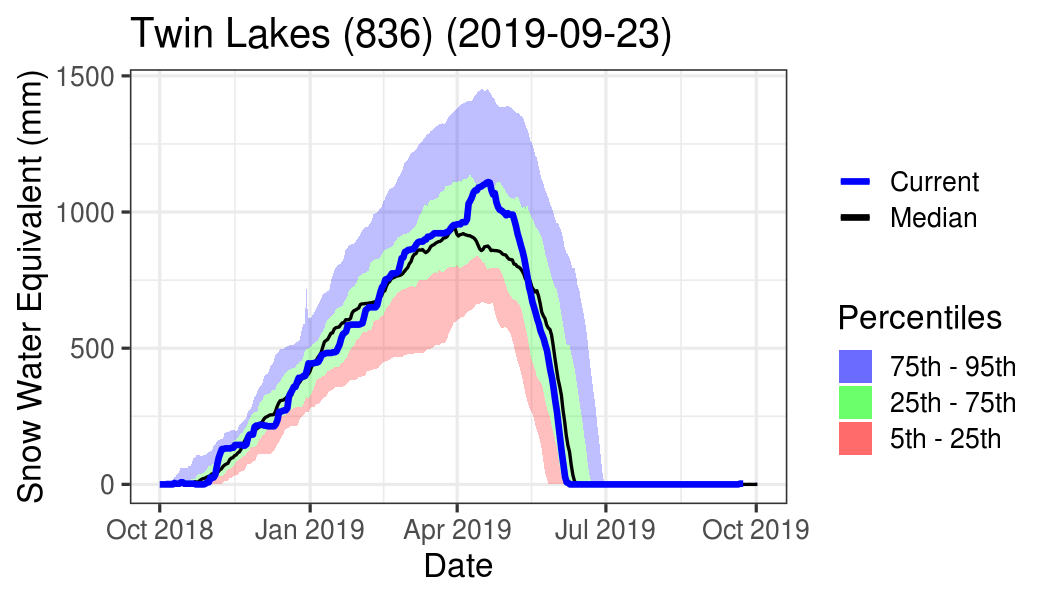 Twin Lakes (836) (2019-09-23)
Snow Water Equivalent (mm)
1500
1000
500
0
Oct 2018
Jan 2019
Apr 2019
Jul 2019
Oct 2019
Date
Current
Median
Percentiles
75th - 95th
25th - 75th
5th - 25th